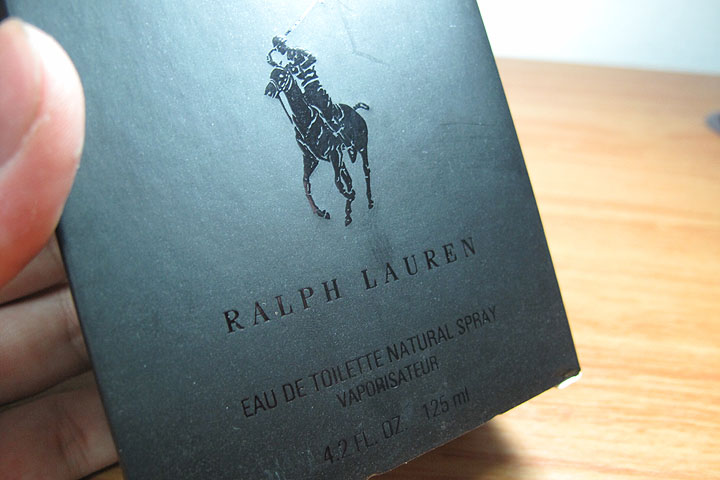 RALPH LAUREN
EAU DE TOILETTE NATURAL SPRAY
VAPORISATEUR
4.2 FL. OZ. 125 ml